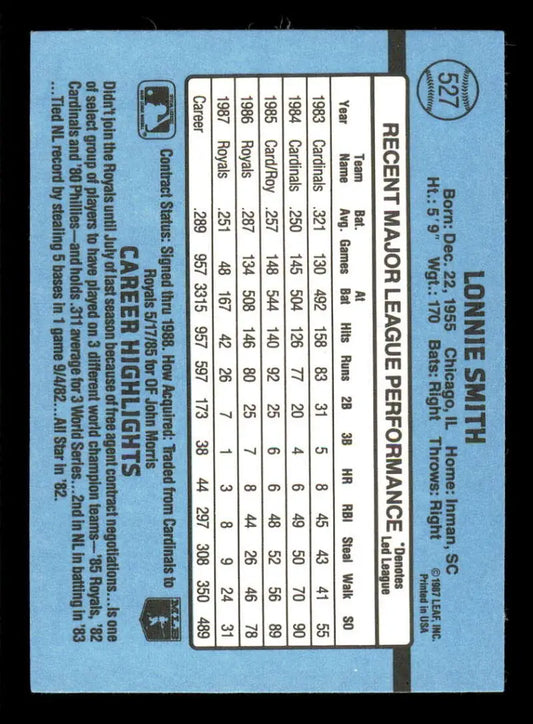 527
LONNIE SMITH
Born: Dec. 22, 1955 Chicago, IL Home: Inman, SC
Ht.: 5'9" Wgt.: 170 Bats: Right Throws: Right
©1987 LEAF, INC.
Printed in USA
RECENT MAJOR LEAGUE PERFORMANCE *Denotes Led League
Year Team Name Bat. Avg. Games At Bat Hits Runs 2B 3B HR RBI Steal Walk SO
1983 Cardinals .321 130 492 158 83 31 5 8 45 43 41 55
1984 Cardinals .250 145 504 126 77 20 4 6 49 50 70 90
1985 Card/Roy .257 148 544 140 92 25 6 6 48 52 56 89
1986 Royals .287 134 508 146 80 25 7 8 44 26 46 78
1987 Royals .251 48 167 42 26 7 1 3 8 9 24 31
Career .289 957 3315 957 597 173 38 44 297 308 350 489
Contract Status: Signed thru 1988. How Acquired: Traded from Cardinals to
Royals 5/17/85 for OF John Morris
CAREER HIGHLIGHTS
Didn't join the Royals until July of last season because of free agent contract negotiations...Is one
of select group of players to have played on 3 different world champion teams—'85 Royals, '82
Cardinals and '80 Phillies—and holds .311 average for 3 World Series...2nd in NL in batting in '83
....Tied NL record by stealing 5 bases in 1 game 9/4/82...All Star in '82.